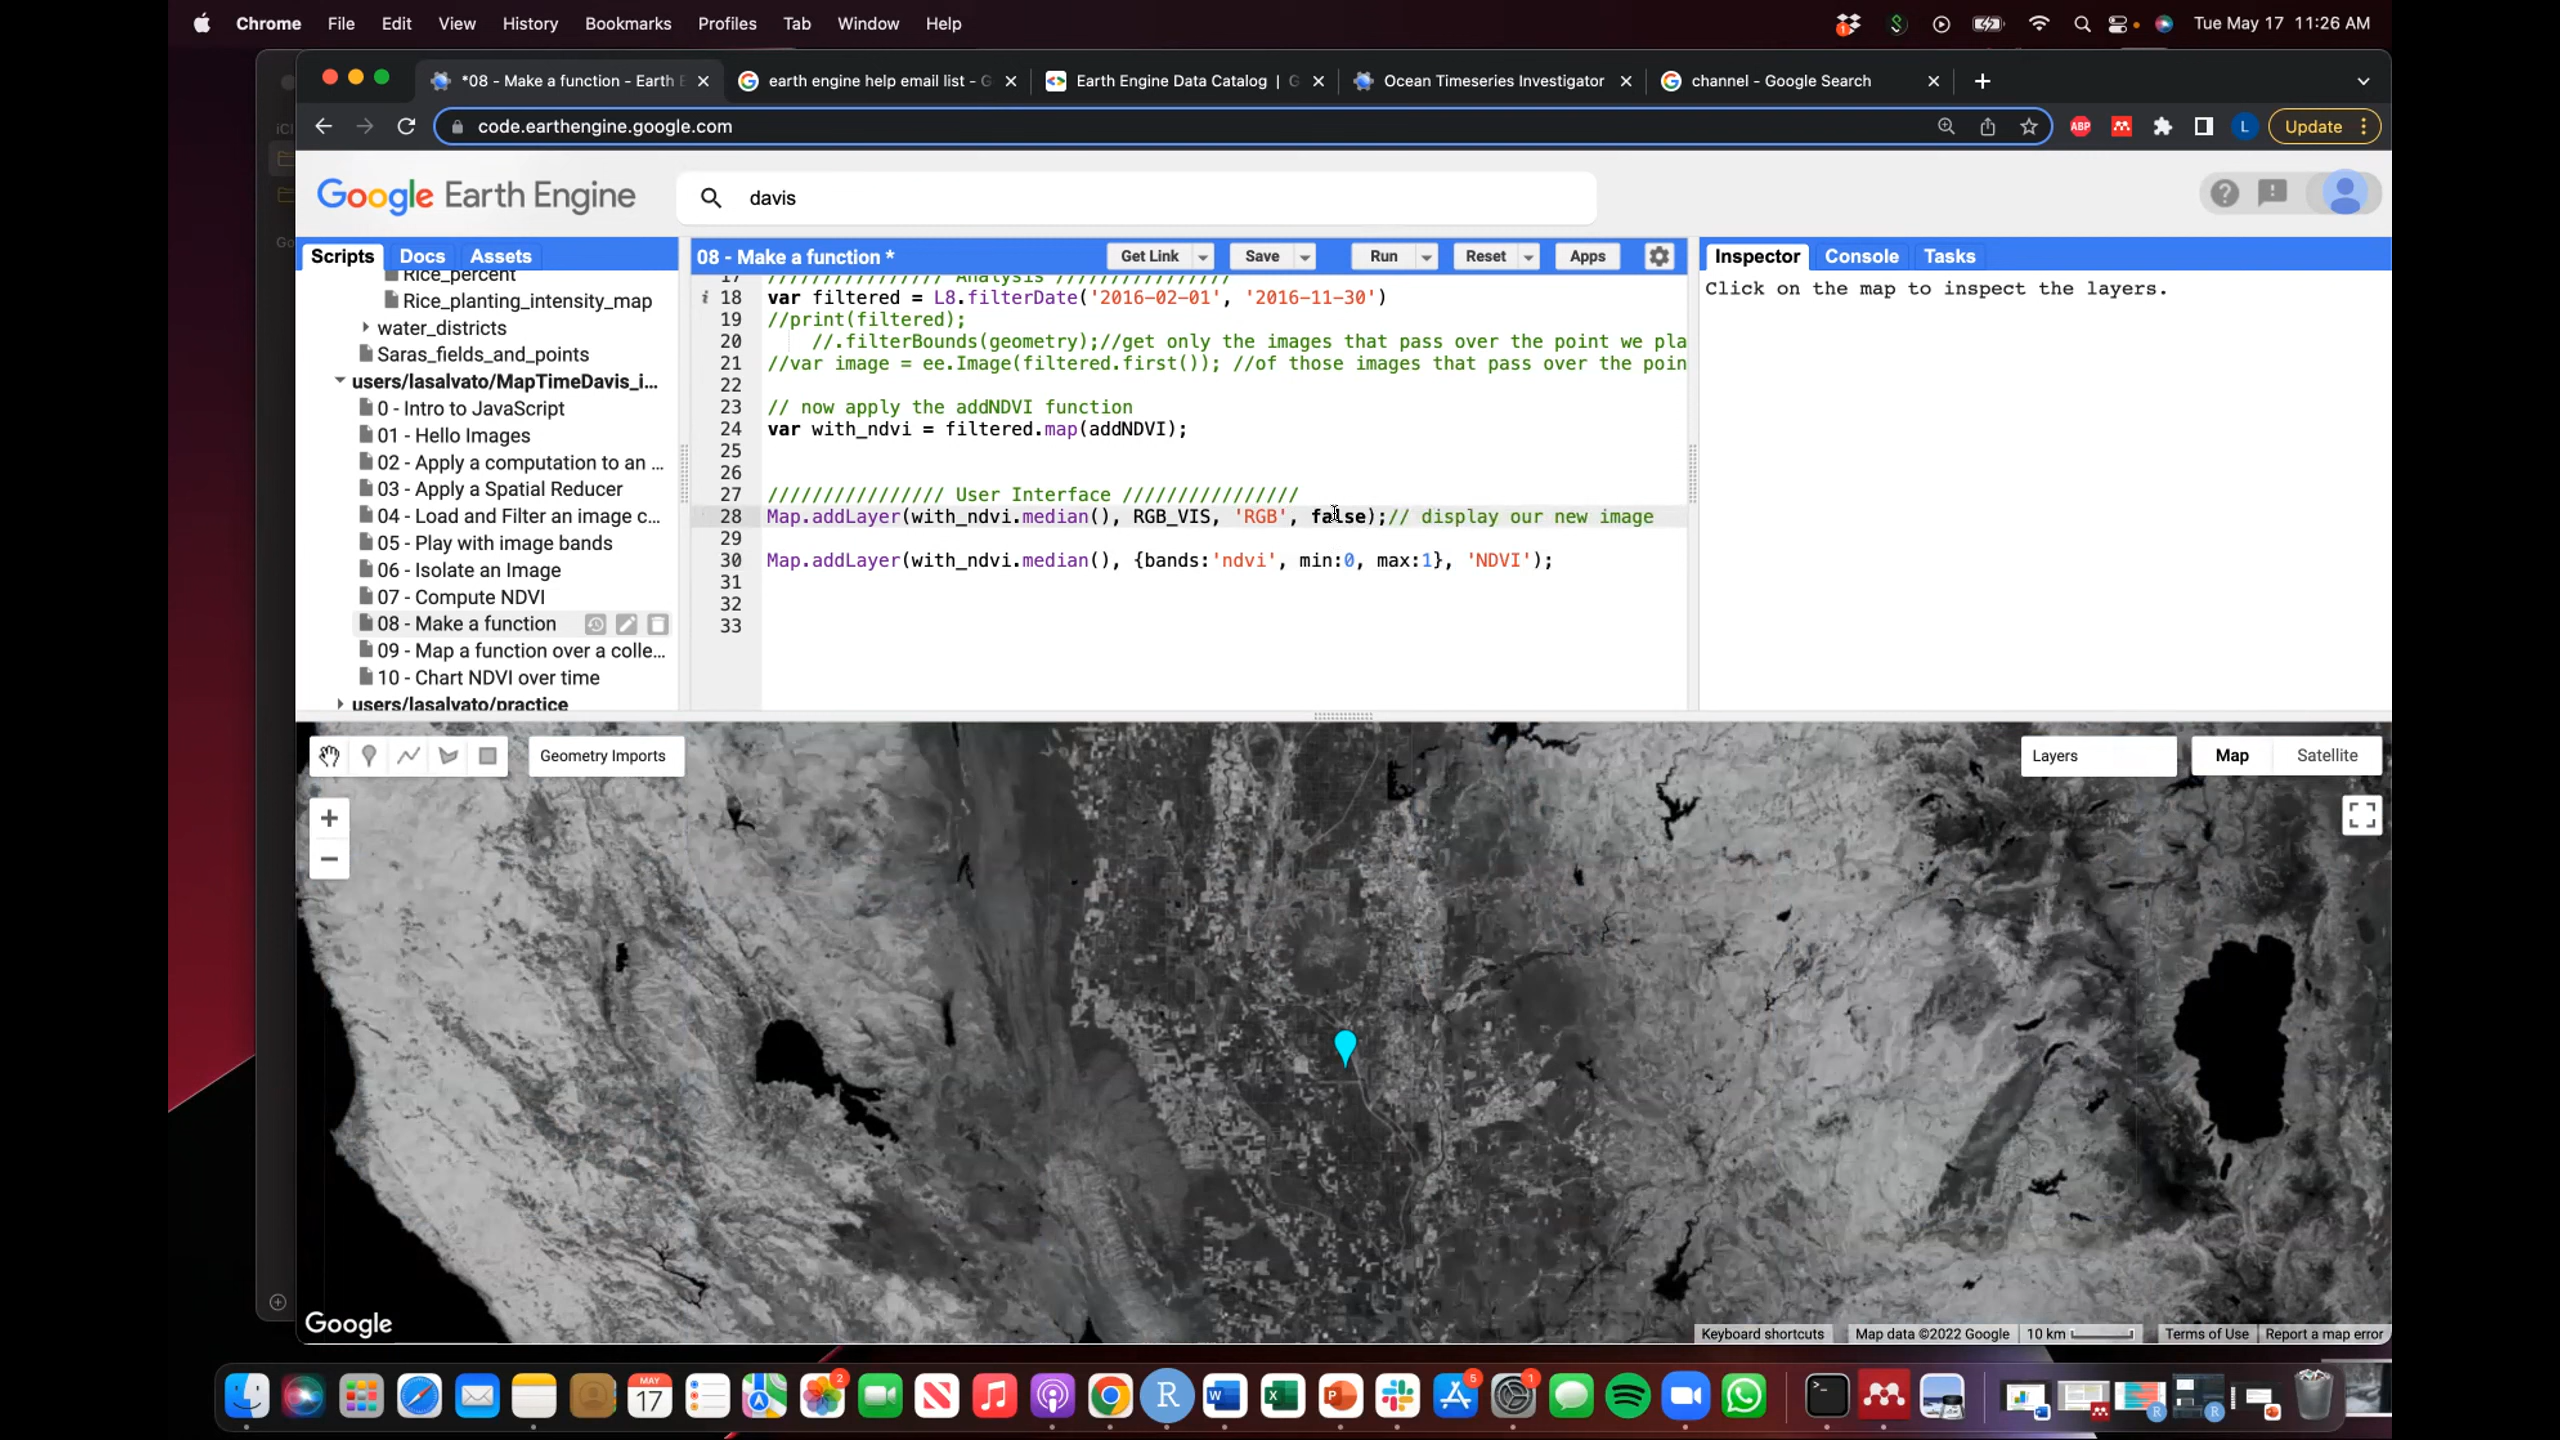 Chrome File Edit View History Bookmarks Profiles Tab Window Help
1
Tue May 17 11:26 AM
*08 - Make a function - Earth E
earth engine help email list - G
Earth Engine Data Catalog | G
Ocean Timeseries Investigator
channel - Google Search
code.earthengine.google.com
ABP
L
Update
Google Earth Engine
davis
Scripts Docs Assets
08 - Make a function *
Get Link Save Run Reset Apps
Inspector Console Tasks
Click on the map to inspect the layers.
Rice_percent
Rice_planting_intensity_map
water_districts
Saras_fields_and_points
users/lasalvato/MapTimeDavis_i...
0 - Intro to JavaScript
01 - Hello Images
02 - Apply a computation to an ...
03 - Apply a Spatial Reducer
04 - Load and Filter an image c...
05 - Play with image bands
06 - Isolate an Image
07 - Compute NDVI
08 - Make a function
09 - Map a function over a colle...
10 - Chart NDVI over time
users/lasalvato/practice
17 //////////////// Analysis ////////////////
i 18 var filtered = L8.filterDate('2016-02-01', '2016-11-30')
19 //print(filtered);
20 //.filterBounds(geometry);//get only the images that pass over the point we pla
21 //var image = ee.Image(filtered.first()); //of those images that pass over the poin
22
23 // now apply the addNDVI function
24 var with_ndvi = filtered.map(addNDVI);
25
26
27 //////////////// User Interface ////////////////
28 Map.addLayer(with_ndvi.median(), RGB_VIS, 'RGB', false);// display our new image
29
30 Map.addLayer(with_ndvi.median(), {bands:'ndvi', min:0, max:1}, 'NDVI');
31
32
33
Geometry Imports
Layers
Map Satellite
+
−
Google
Keyboard shortcuts Map data ©2022 Google 10 km Terms of Use Report a map error
MAY
17
2
R
W
X
P
5
1